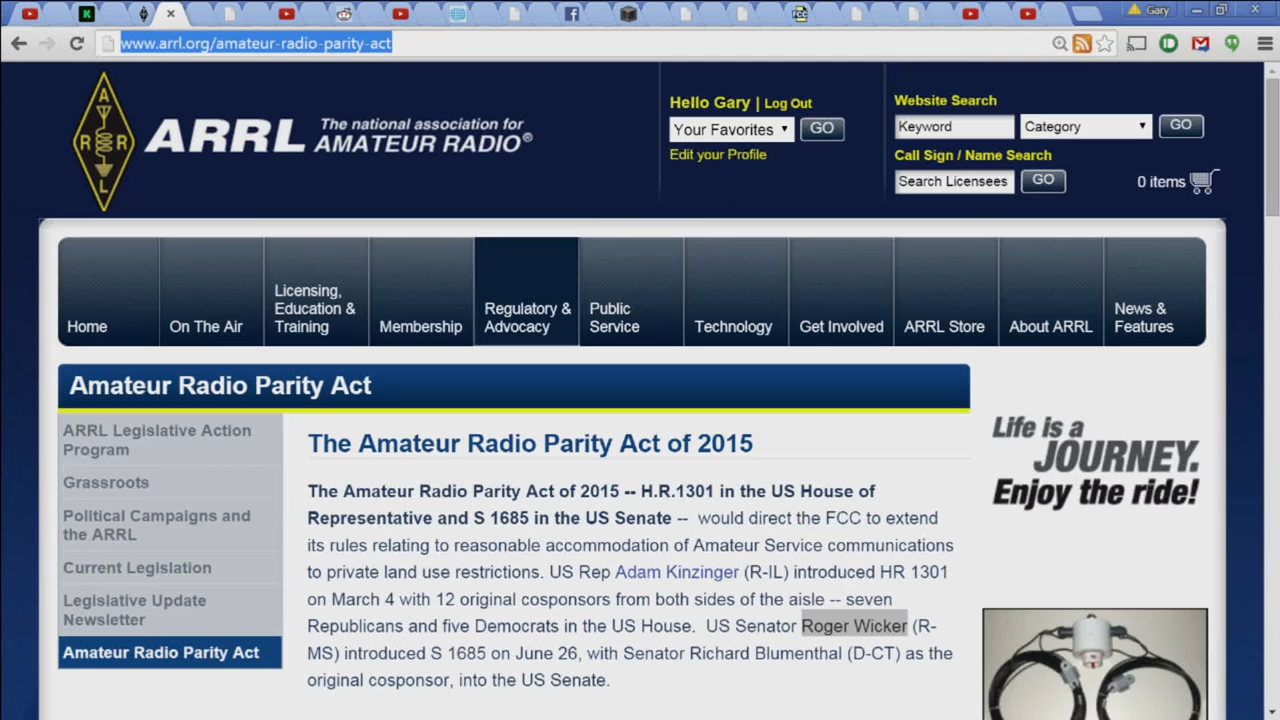 Gary
www.arrl.org/amateur-radio-parity-act
A
R R
L
ARRL The national association for
AMATEUR RADIO®
Hello Gary | Log Out
Your Favorites GO
Edit your Profile
Website Search
Keyword Category GO
Call Sign / Name Search
Search Licensees GO
0 items
Home
On The Air
Licensing,
Education &
Training
Membership
Regulatory &
Advocacy
Public
Service
Technology
Get Involved
ARRL Store
About ARRL
News &
Features
Amateur Radio Parity Act
ARRL Legislative Action
Program
Grassroots
Political Campaigns and
the ARRL
Current Legislation
Legislative Update
Newsletter
Amateur Radio Parity Act
The Amateur Radio Parity Act of 2015
The Amateur Radio Parity Act of 2015 -- H.R.1301 in the US House of
Representative and S 1685 in the US Senate -- would direct the FCC to extend
its rules relating to reasonable accommodation of Amateur Service communications
to private land use restrictions. US Rep Adam Kinzinger (R-IL) introduced HR 1301
on March 4 with 12 original cosponsors from both sides of the aisle -- seven
Republicans and five Democrats in the US House. US Senator Roger Wicker (R-
MS) introduced S 1685 on June 26, with Senator Richard Blumenthal (D-CT) as the
original cosponsor, into the US Senate.
Life is a
JOURNEY.
Enjoy the ride!